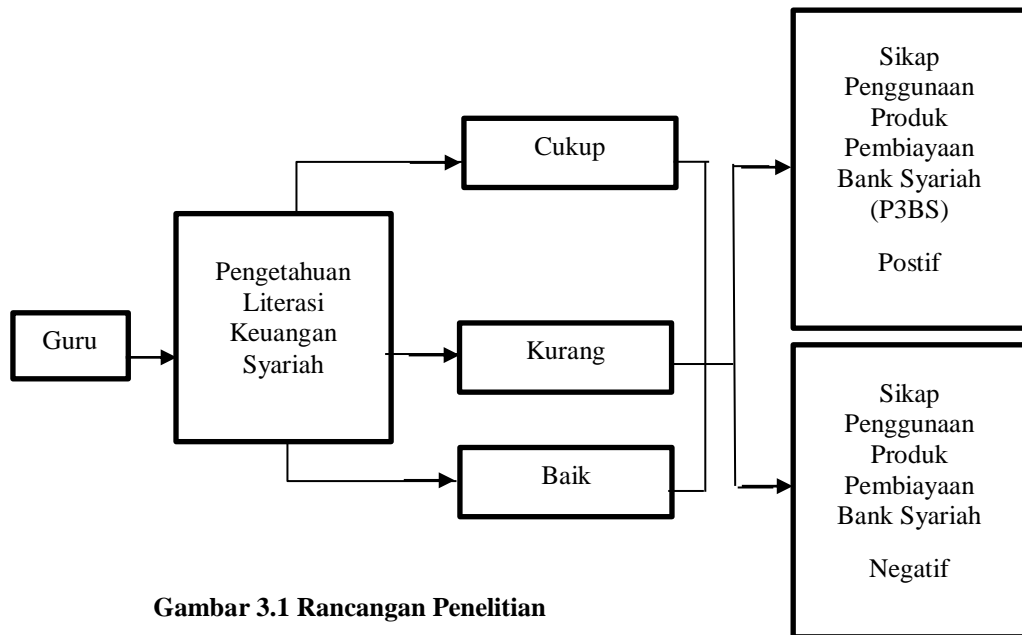 Guru
Pengetahuan
Literasi
Keuangan
Syariah
Cukup
Kurang
Baik
Sikap
Penggunaan
Produk
Pembiayaan
Bank Syariah
(P3BS)
Postif
Sikap
Penggunaan
Produk
Pembiayaan
Bank Syariah
Negatif
Gambar 3.1 Rancangan Penelitian